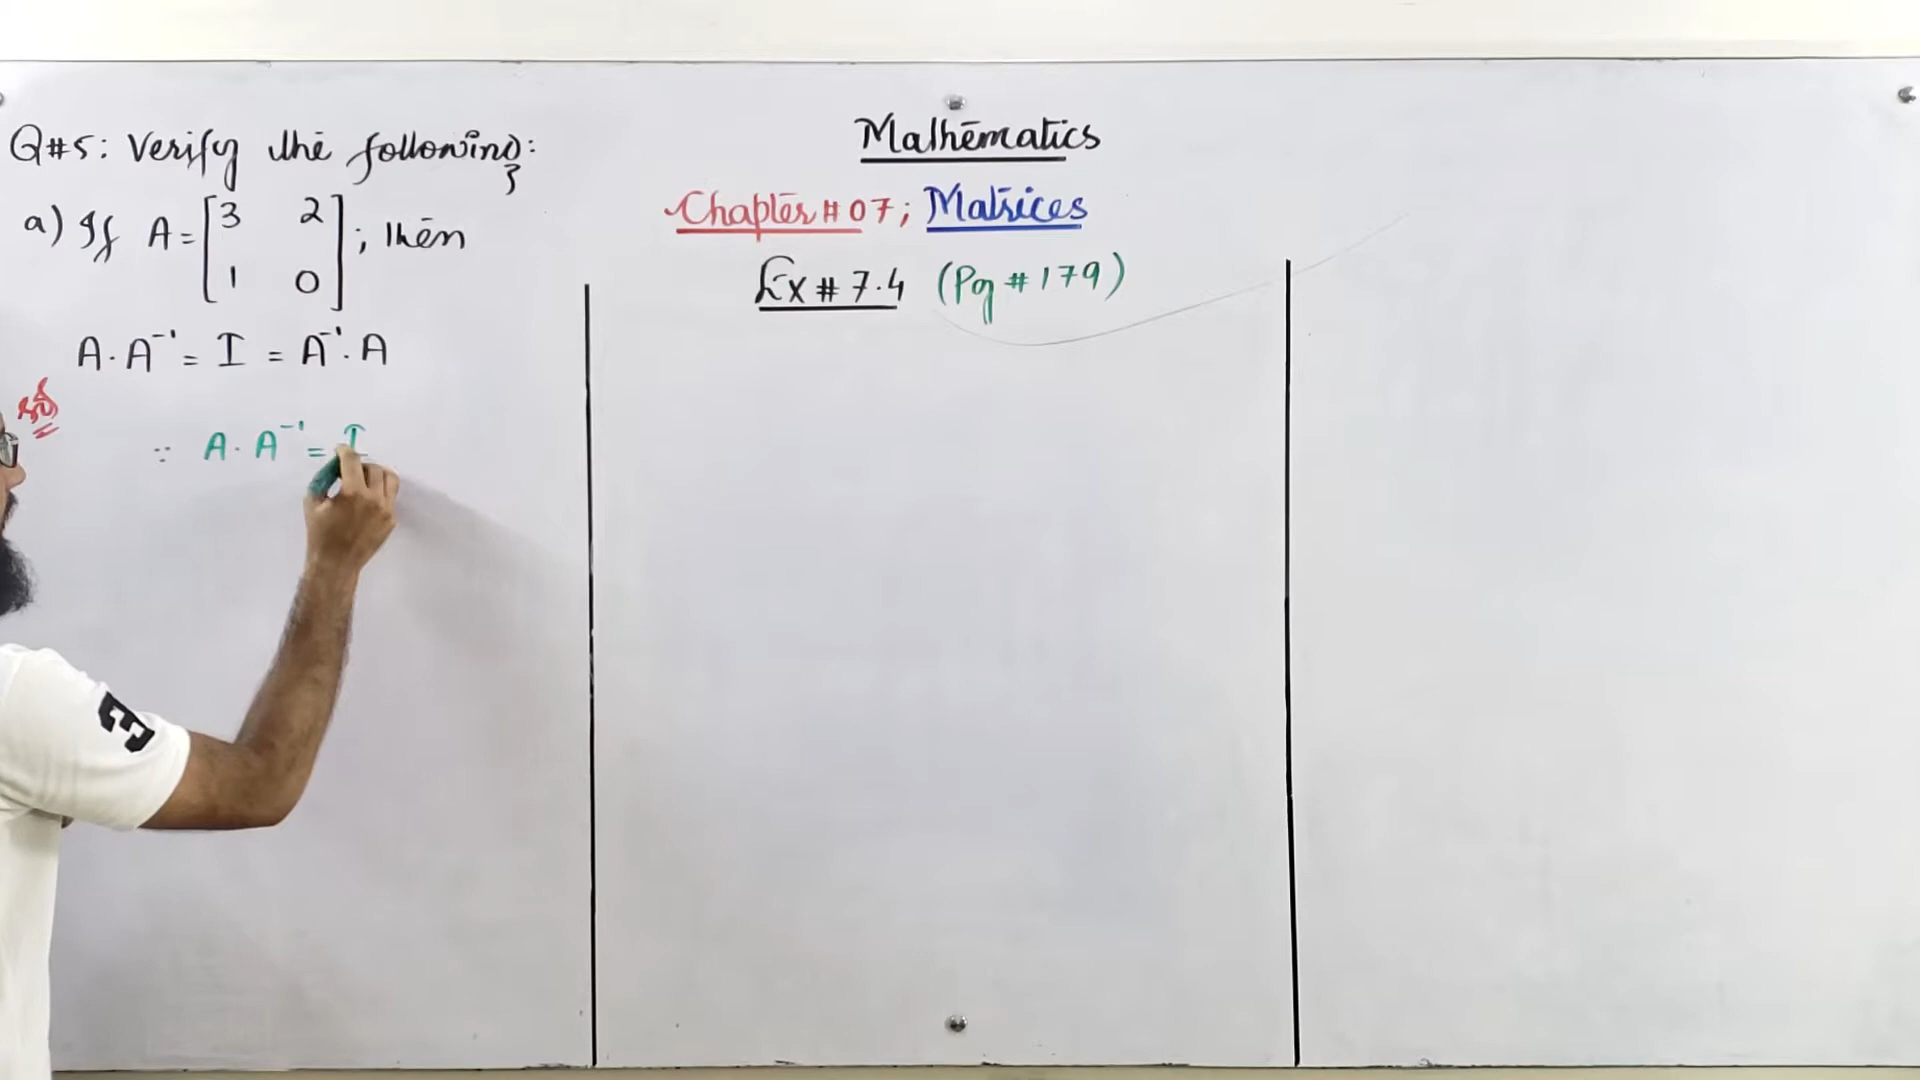 Q#5: Verify the following:
a) If A = [3 2
1 0]; then
A·A⁻¹ = I = A⁻¹·A
∵ A·A⁻¹ = I
Mathematics
Chapter # 07; Matrices
Ex # 7.4 (Pg # 179)
3